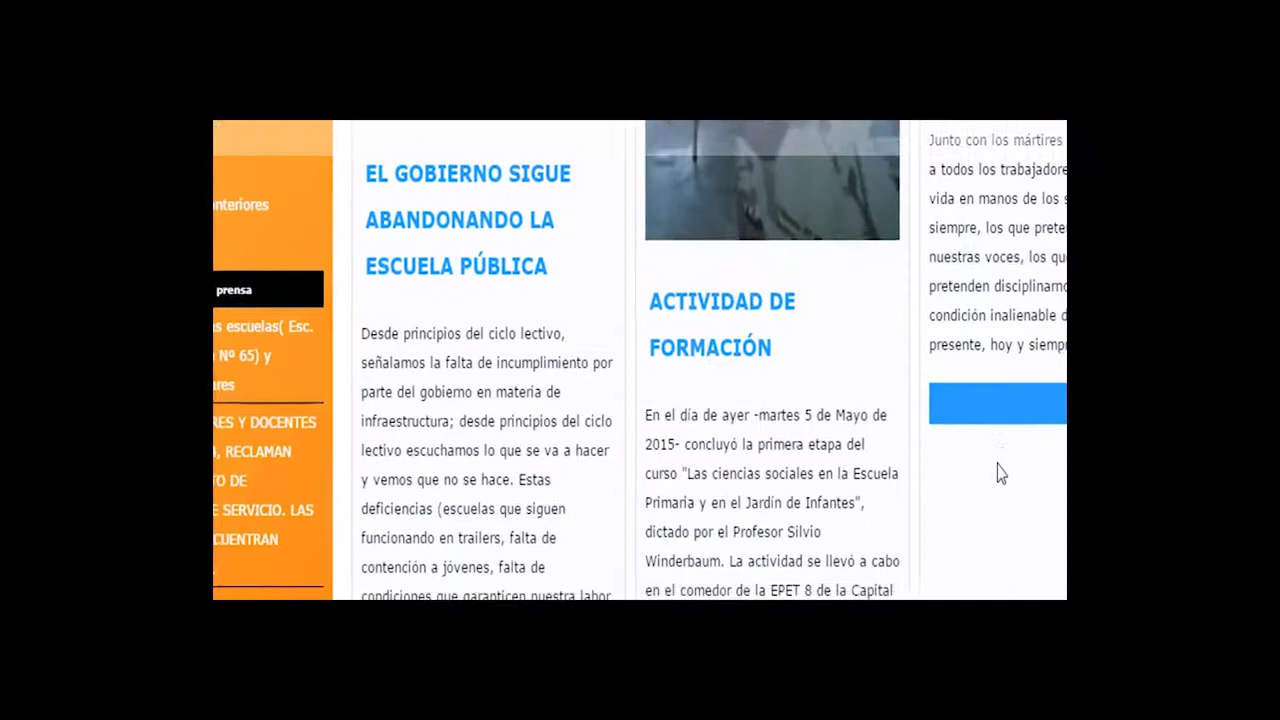 nteriores
prensa
s escuelas( Esc.
Nº 65) y
ares
RES Y DOCENTES
, RECLAMAN
TO DE
E SERVICIO. LAS
CUENTRAN
EL GOBIERNO SIGUE
ABANDONANDO LA
ESCUELA PÚBLICA
Desde principios del ciclo lectivo,
señalamos la falta de incumplimiento por
parte del gobierno en materia de
infraestructura; desde principios del ciclo
lectivo escuchamos lo que se va a hacer
y vemos que no se hace. Estas
deficiencias (escuelas que siguen
funcionando en trailers, falta de
contención a jóvenes, falta de
condiciones que garanticen nuestra labor
ACTIVIDAD DE
FORMACIÓN
En el día de ayer -martes 5 de Mayo de
2015- concluyó la primera etapa del
curso "Las ciencias sociales en la Escuela
Primaria y en el Jardín de Infantes",
dictado por el Profesor Silvio
Winderbaum. La actividad se llevó a cabo
en el comedor de la EPET 8 de la Capital
Junto con los mártires
a todos los trabajadore
vida en manos de los s
siempre, los que prete
nuestras voces, los qu
pretenden disciplinarn
condición inalienable d
presente, hoy y siemp